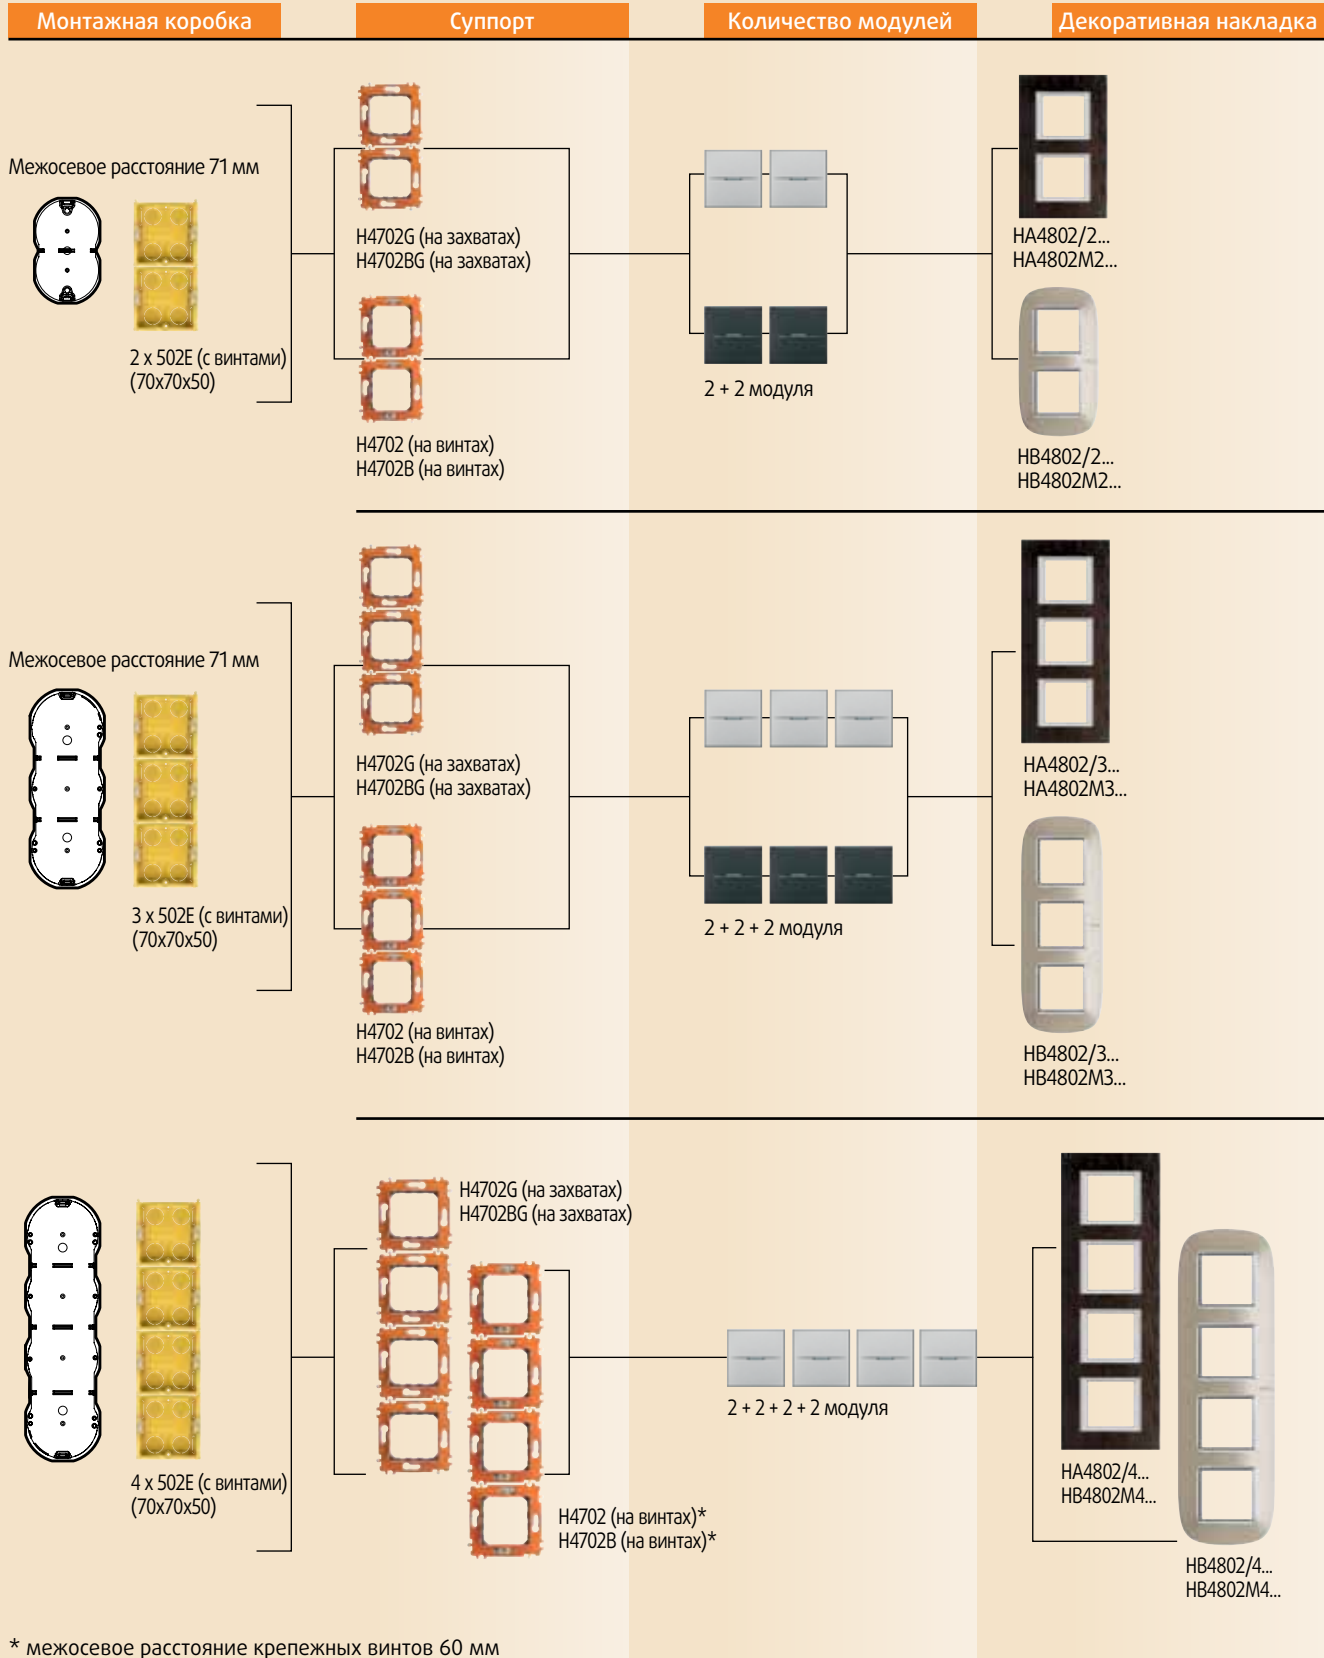 Монтажная коробка
Суппорт
Количество модулей
Декоративная накладка
Межосевое расстояние 71 мм
2 x 502E (с винтами)
(70x70x50)
H4702G (на захватах)
H4702BG (на захватах)
H4702 (на винтах)
H4702B (на винтах)
2 + 2 модуля
HA4802/2...
HA4802M2...
HB4802/2...
HB4802M2...
Межосевое расстояние 71 мм
3 x 502E (с винтами)
(70x70x50)
H4702G (на захватах)
H4702BG (на захватах)
H4702 (на винтах)
H4702B (на винтах)
2 + 2 + 2 модуля
HA4802/3...
HA4802M3...
HB4802/3...
HB4802M3...
4 x 502E (с винтами)
(70x70x50)
H4702G (на захватах)
H4702BG (на захватах)
H4702 (на винтах)*
H4702B (на винтах)*
2 + 2 + 2 + 2 модуля
HA4802/4...
HB4802M4...
HB4802/4...
HB4802M4...
* межосевое расстояние крепежных винтов 60 мм